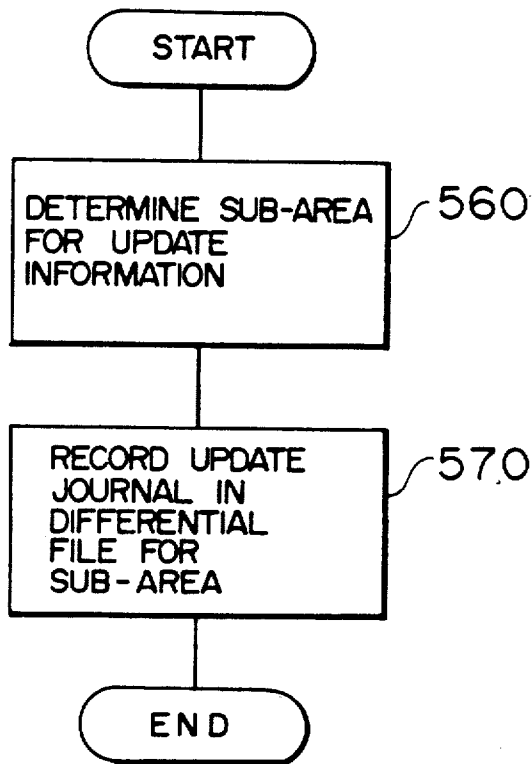 START
DETERMINE SUB-AREA
FOR UPDATE
INFORMATION
560
RECORD UPDATE
JOURNAL IN
DIFFERENTIAL
FILE FOR
SUB-AREA
570
END